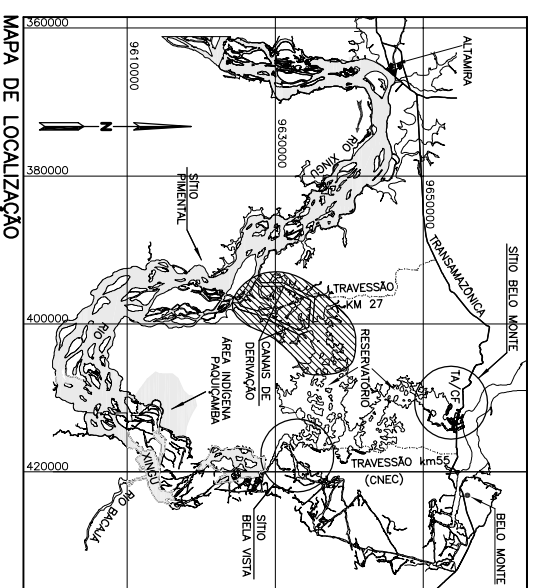 MAPA DE LOCALIZAÇÃO
360000
380000
400000
420000
9610000
9630000
9650000
N
ALTAMIRA
RIO
XINGU
SÍTIO
PIMENTAL
TRANSAMAZÔNICA
SÍTIO BELO MONTE
TRAVESSÃO
KM 27
RESERVATÓRIO
CANAIS DE
DERIVAÇÃO
ÁREA INDÍGENA
PAQUIÇAMBA
TA/CF
TRAVESSÃO km55
(CNEC)
RIO
XINGU
RIO BACAJA
SÍTIO
BELA VISTA
BELO MONTE